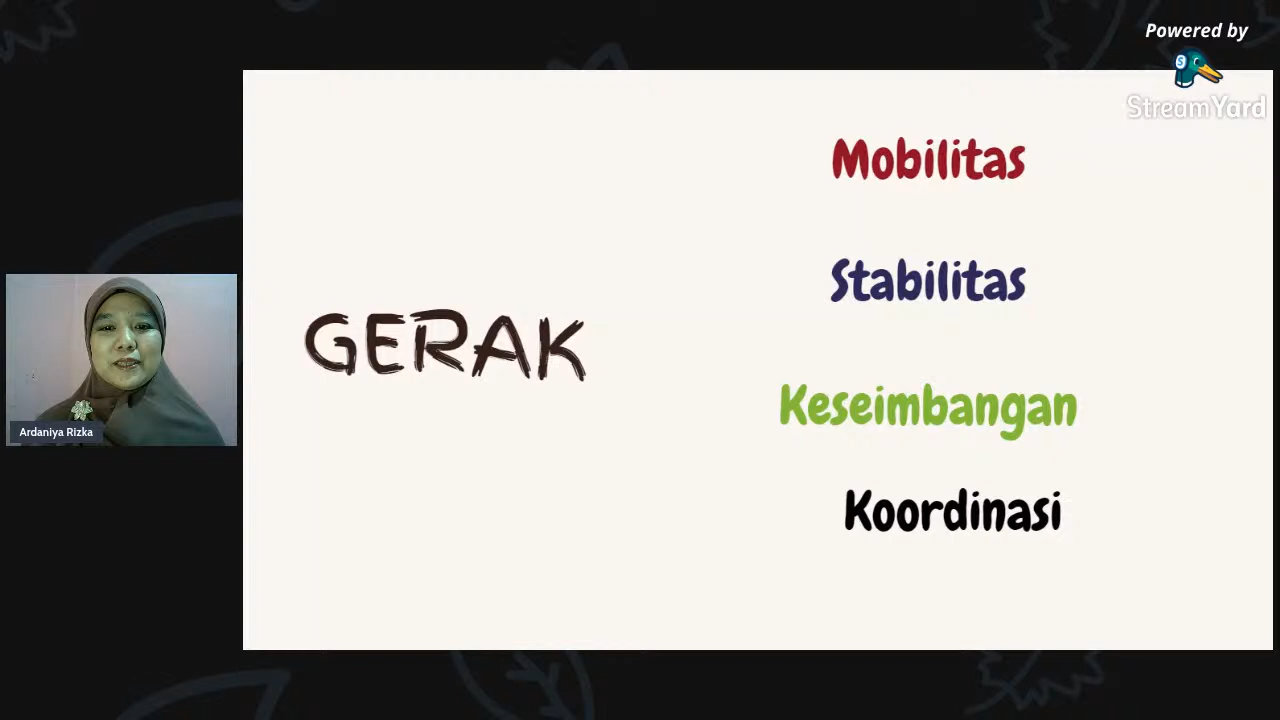 Powered by
StreamYard
Mobilitas
Stabilitas
GERAK
Keseimbangan
Koordinasi
Ardaniya Rizka